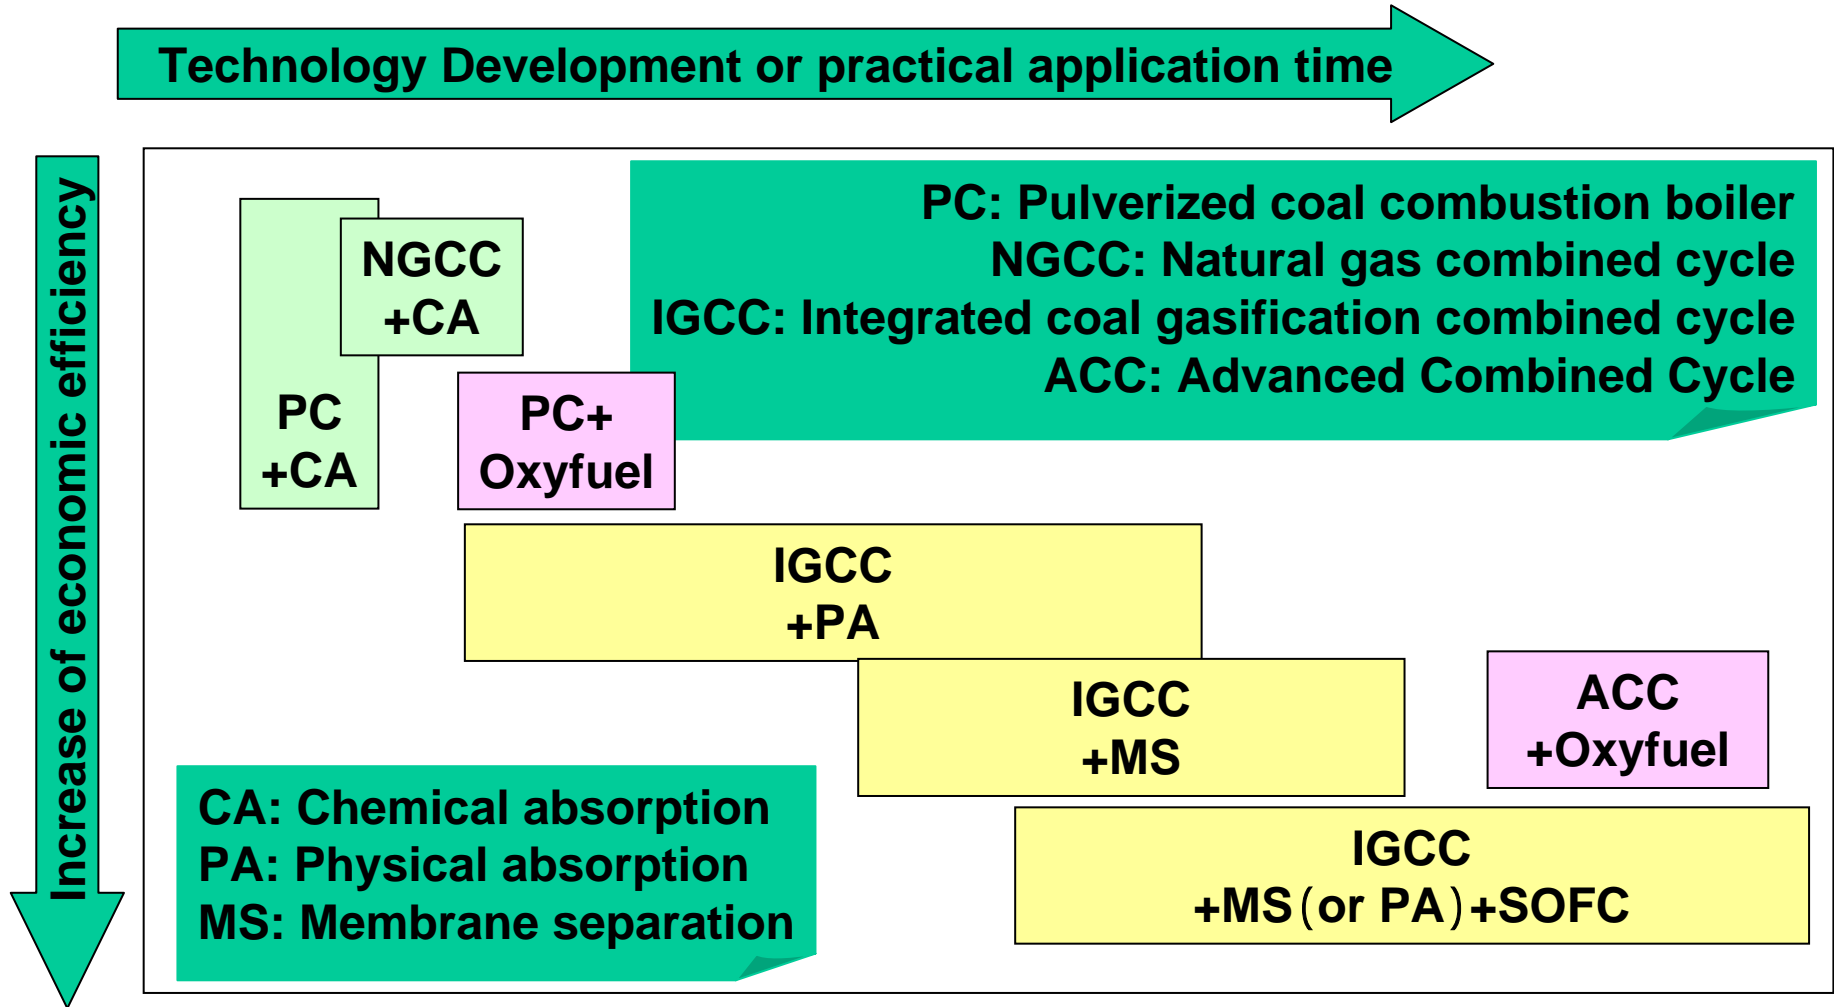 Technology Development or practical application time
Increase of economic efficiency
PC: Pulverized coal combustion boiler
NGCC: Natural gas combined cycle
IGCC: Integrated coal gasification combined cycle
ACC: Advanced Combined Cycle
NGCC
+CA
PC
+CA
PC+
Oxyfuel
IGCC
+PA
IGCC
+MS
ACC
+Oxyfuel
IGCC
+MS(or PA)+SOFC
CA: Chemical absorption
PA: Physical absorption
MS: Membrane separation